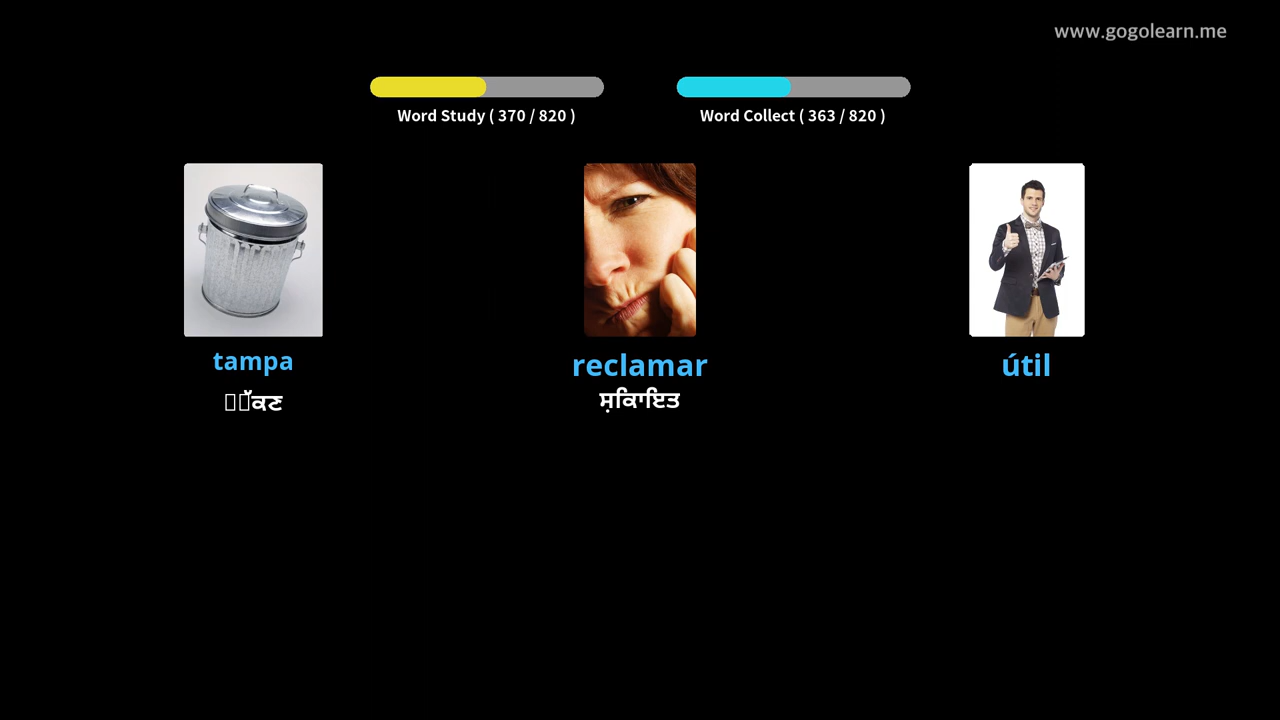 www.gogolearn.me
Word Study ( 370 / 820 )
Word Collect ( 363 / 820 )
tampa
reclamar
útil
ਸ਼ਿਕਾਇਤ